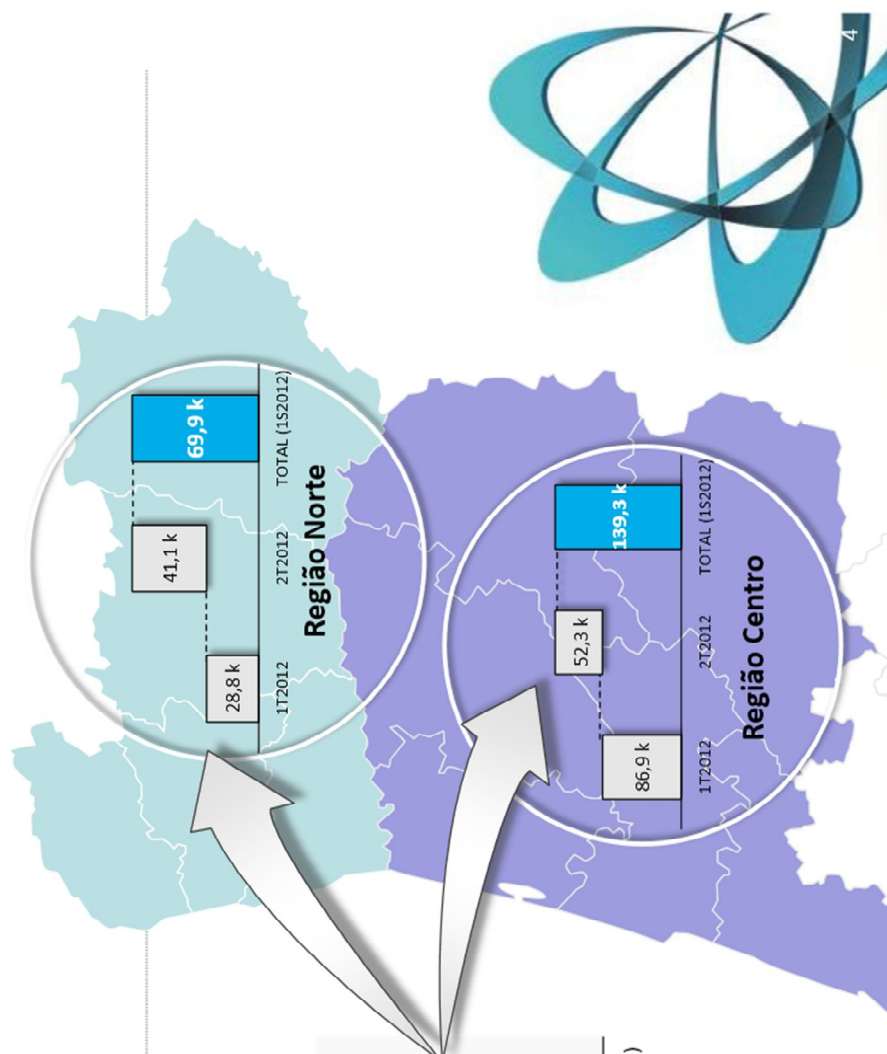 28,8 k
41,1 k
69,9 k
1T2012
2T2012
TOTAL (1S2012)
Região Norte
86,9 k
52,3 k
139,3 k
1T2012
2T2012
TOTAL (1S2012)
Região Centro
)
4